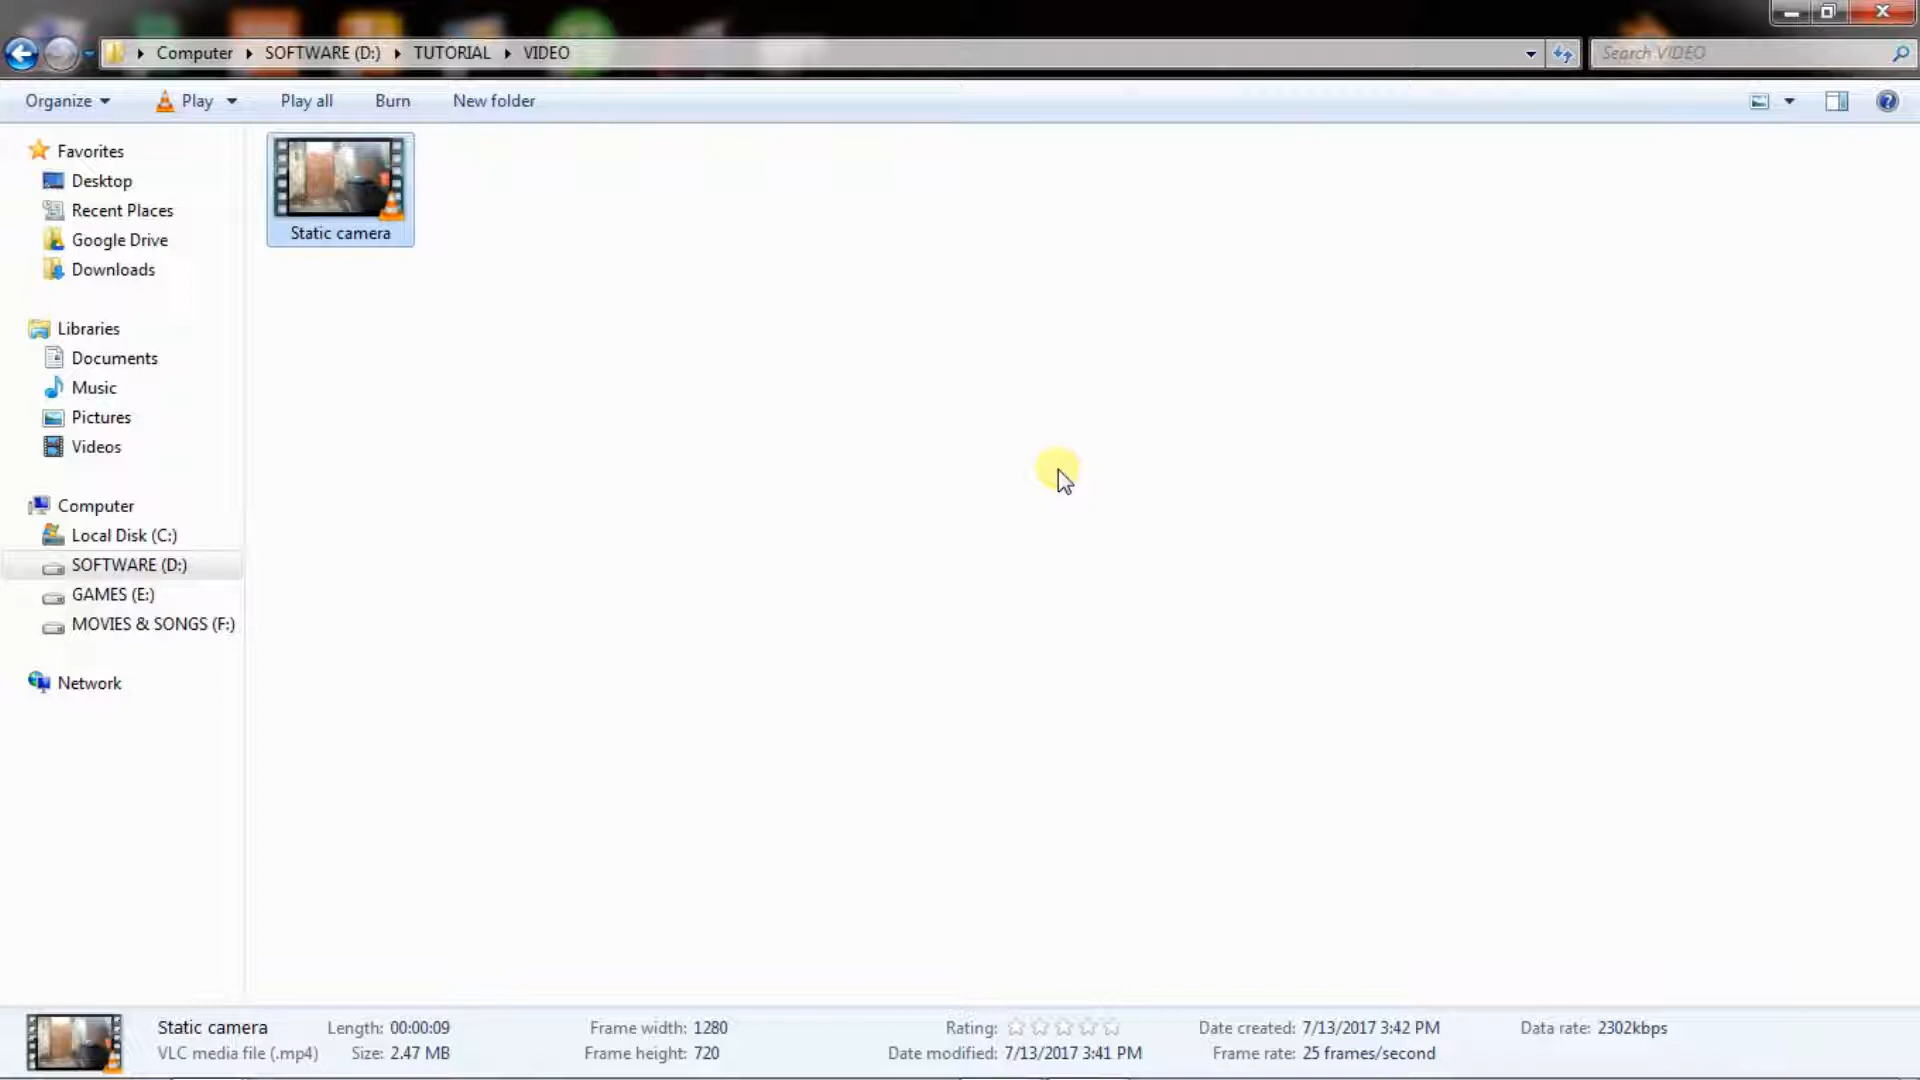 Computer SOFTWARE (D:) TUTORIAL VIDEO Search VIDEO
Organize Play Play all Burn New folder
Favorites
Desktop
Recent Places
Google Drive
Downloads
Libraries
Documents
Music
Pictures
Videos
Computer
Local Disk (C:)
SOFTWARE (D:)
GAMES (E:)
MOVIES & SONGS (F:)
Network
Static camera
Static camera Length: 00:00:09 Frame width: 1280 Rating: Date created: 7/13/2017 3:42 PM Data rate: 2302kbps
VLC media file (.mp4) Size: 2.47 MB Frame height: 720 Date modified: 7/13/2017 3:41 PM Frame rate: 25 frames/second